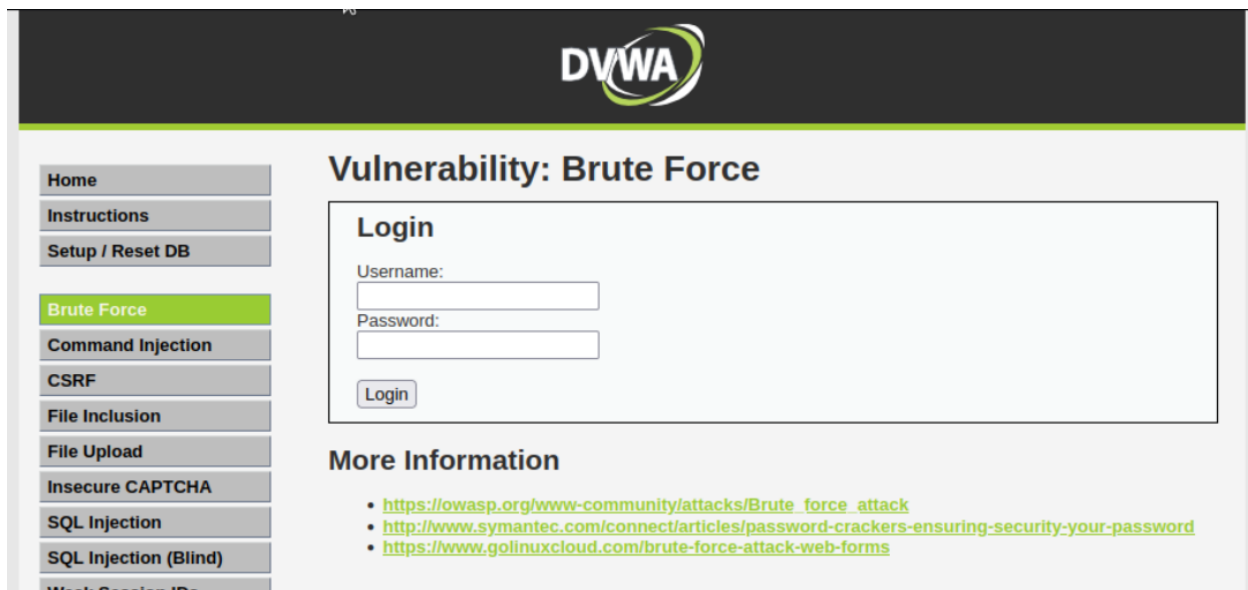 DVWA
Home
Instructions
Setup / Reset DB
Brute Force
Command Injection
CSRF
File Inclusion
File Upload
Insecure CAPTCHA
SQL Injection
SQL Injection (Blind)
Weak Session IDs
Vulnerability: Brute Force
Login
Username:
Password:
Login
More Information
https://owasp.org/www-community/attacks/Brute_force_attack
http://www.symantec.com/connect/articles/password-crackers-ensuring-security-your-password
https://www.golinuxcloud.com/brute-force-attack-web-forms